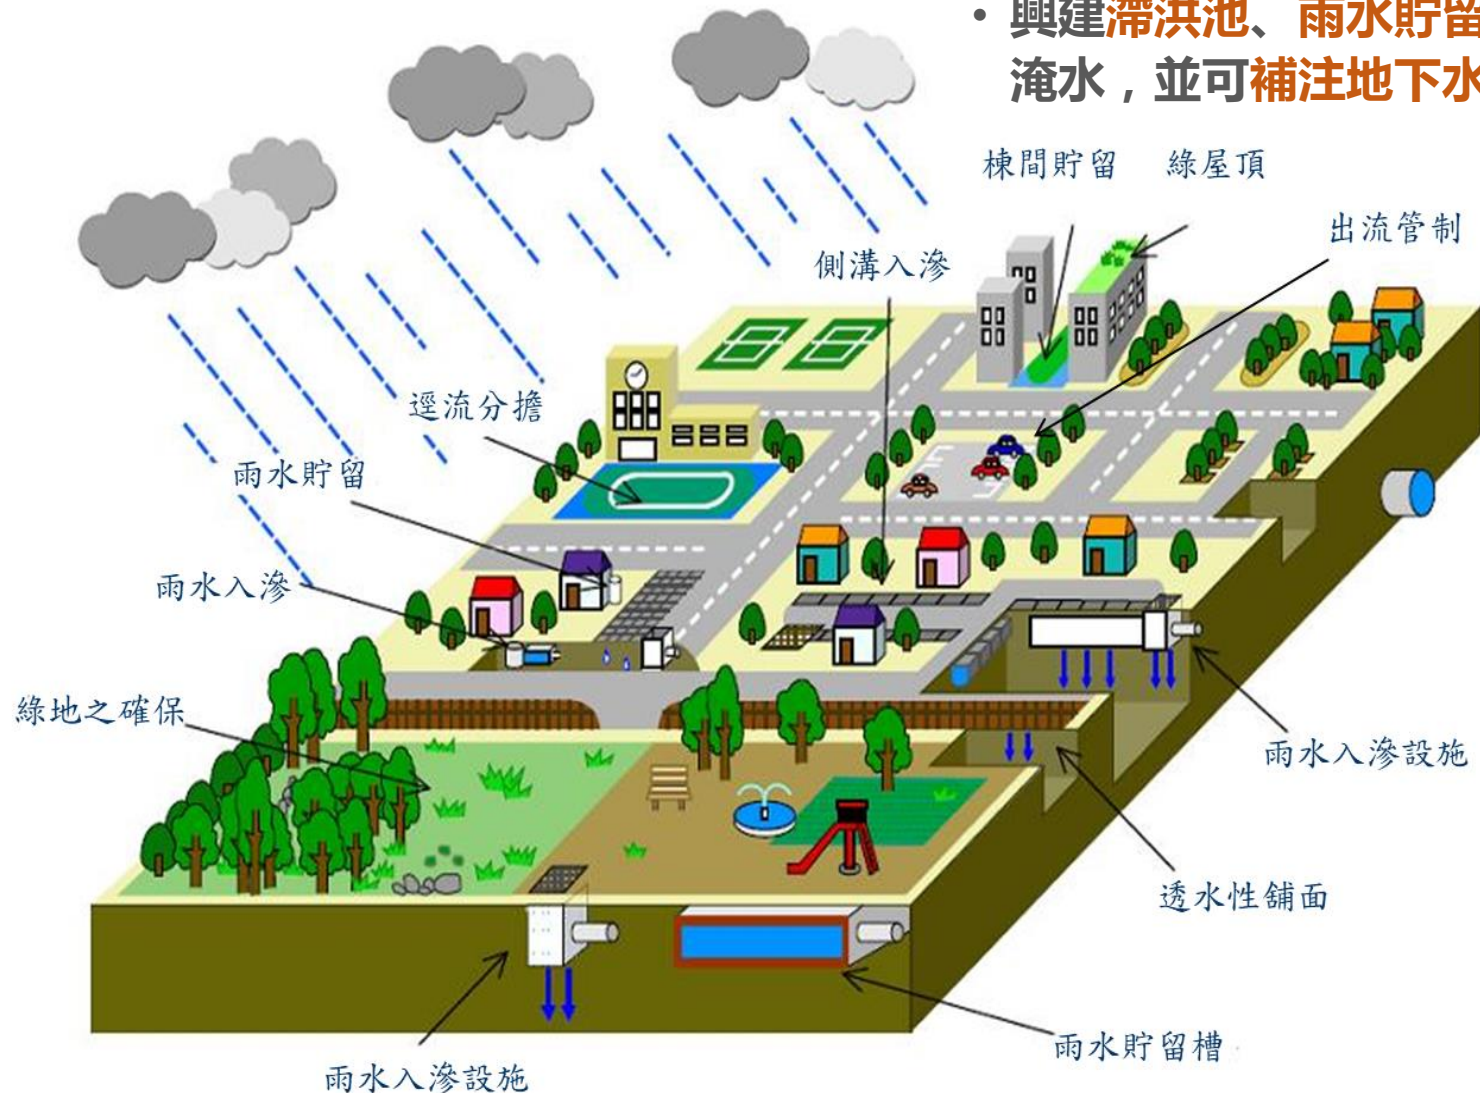 • 興建滯洪池、雨水貯留
淹水，並可補注地下水
棟間貯留
綠屋頂
出流管制
側溝入滲
逕流分擔
雨水貯留
雨水入滲
綠地之確保
雨水入滲設施
透水性舖面
雨水貯留槽
雨水入滲設施